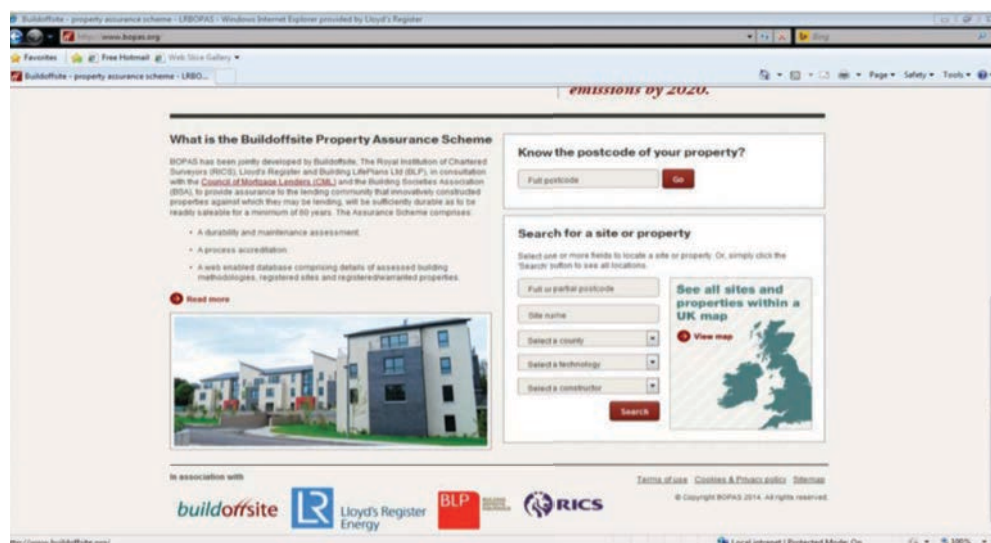 Buildoffsite - property assurance scheme - LRBOPAS - Windows Internet Explorer provided by Lloyd's Register
http://www.bopas.org
Bing
Favorites Free Hotmail Web Slice Gallery
Buildoffsite - property assurance scheme - LRBO...
Page Safety Tools
emissions by 2020.
What is the Buildoffsite Property Assurance Scheme
BOPAS has been jointly developed by Buildoffsite, The Royal Institution of Chartered
Surveyors (RICS), Lloyd's Register and Building LifePlans Ltd (BLP), in consultation
with the Council of Mortgage Lenders (CML) and the Building Societies Association
(BSA), to provide assurance to the lending community that innovatively constructed
properties against which they may be lending, will be sufficiently durable as to be
readily saleable for a minimum of 60 years. The Assurance Scheme comprises:
• A durability and maintenance assessment.
• A process accreditation.
• A web enabled database comprising details of assessed building
methodologies, registered sites and registered/warranted properties.
Read more
Know the postcode of your property?
Full postcode
Go
Search for a site or property
Select one or more fields to locate a site or property. Or, simply click the
'Search' button to see all locations.
Full or partial postcode
Site name
Select a county
Select a technology
Select a constructor
Search
See all sites and
properties within a
UK map
View map
In association with
buildoffsite
LR
Lloyd's Register
Energy
BLP
RICS
Terms of use Cookies & Privacy policy Sitemap
© Copyright BOPAS 2014. All rights reserved.
Local intranet | Protected Mode: On
100%